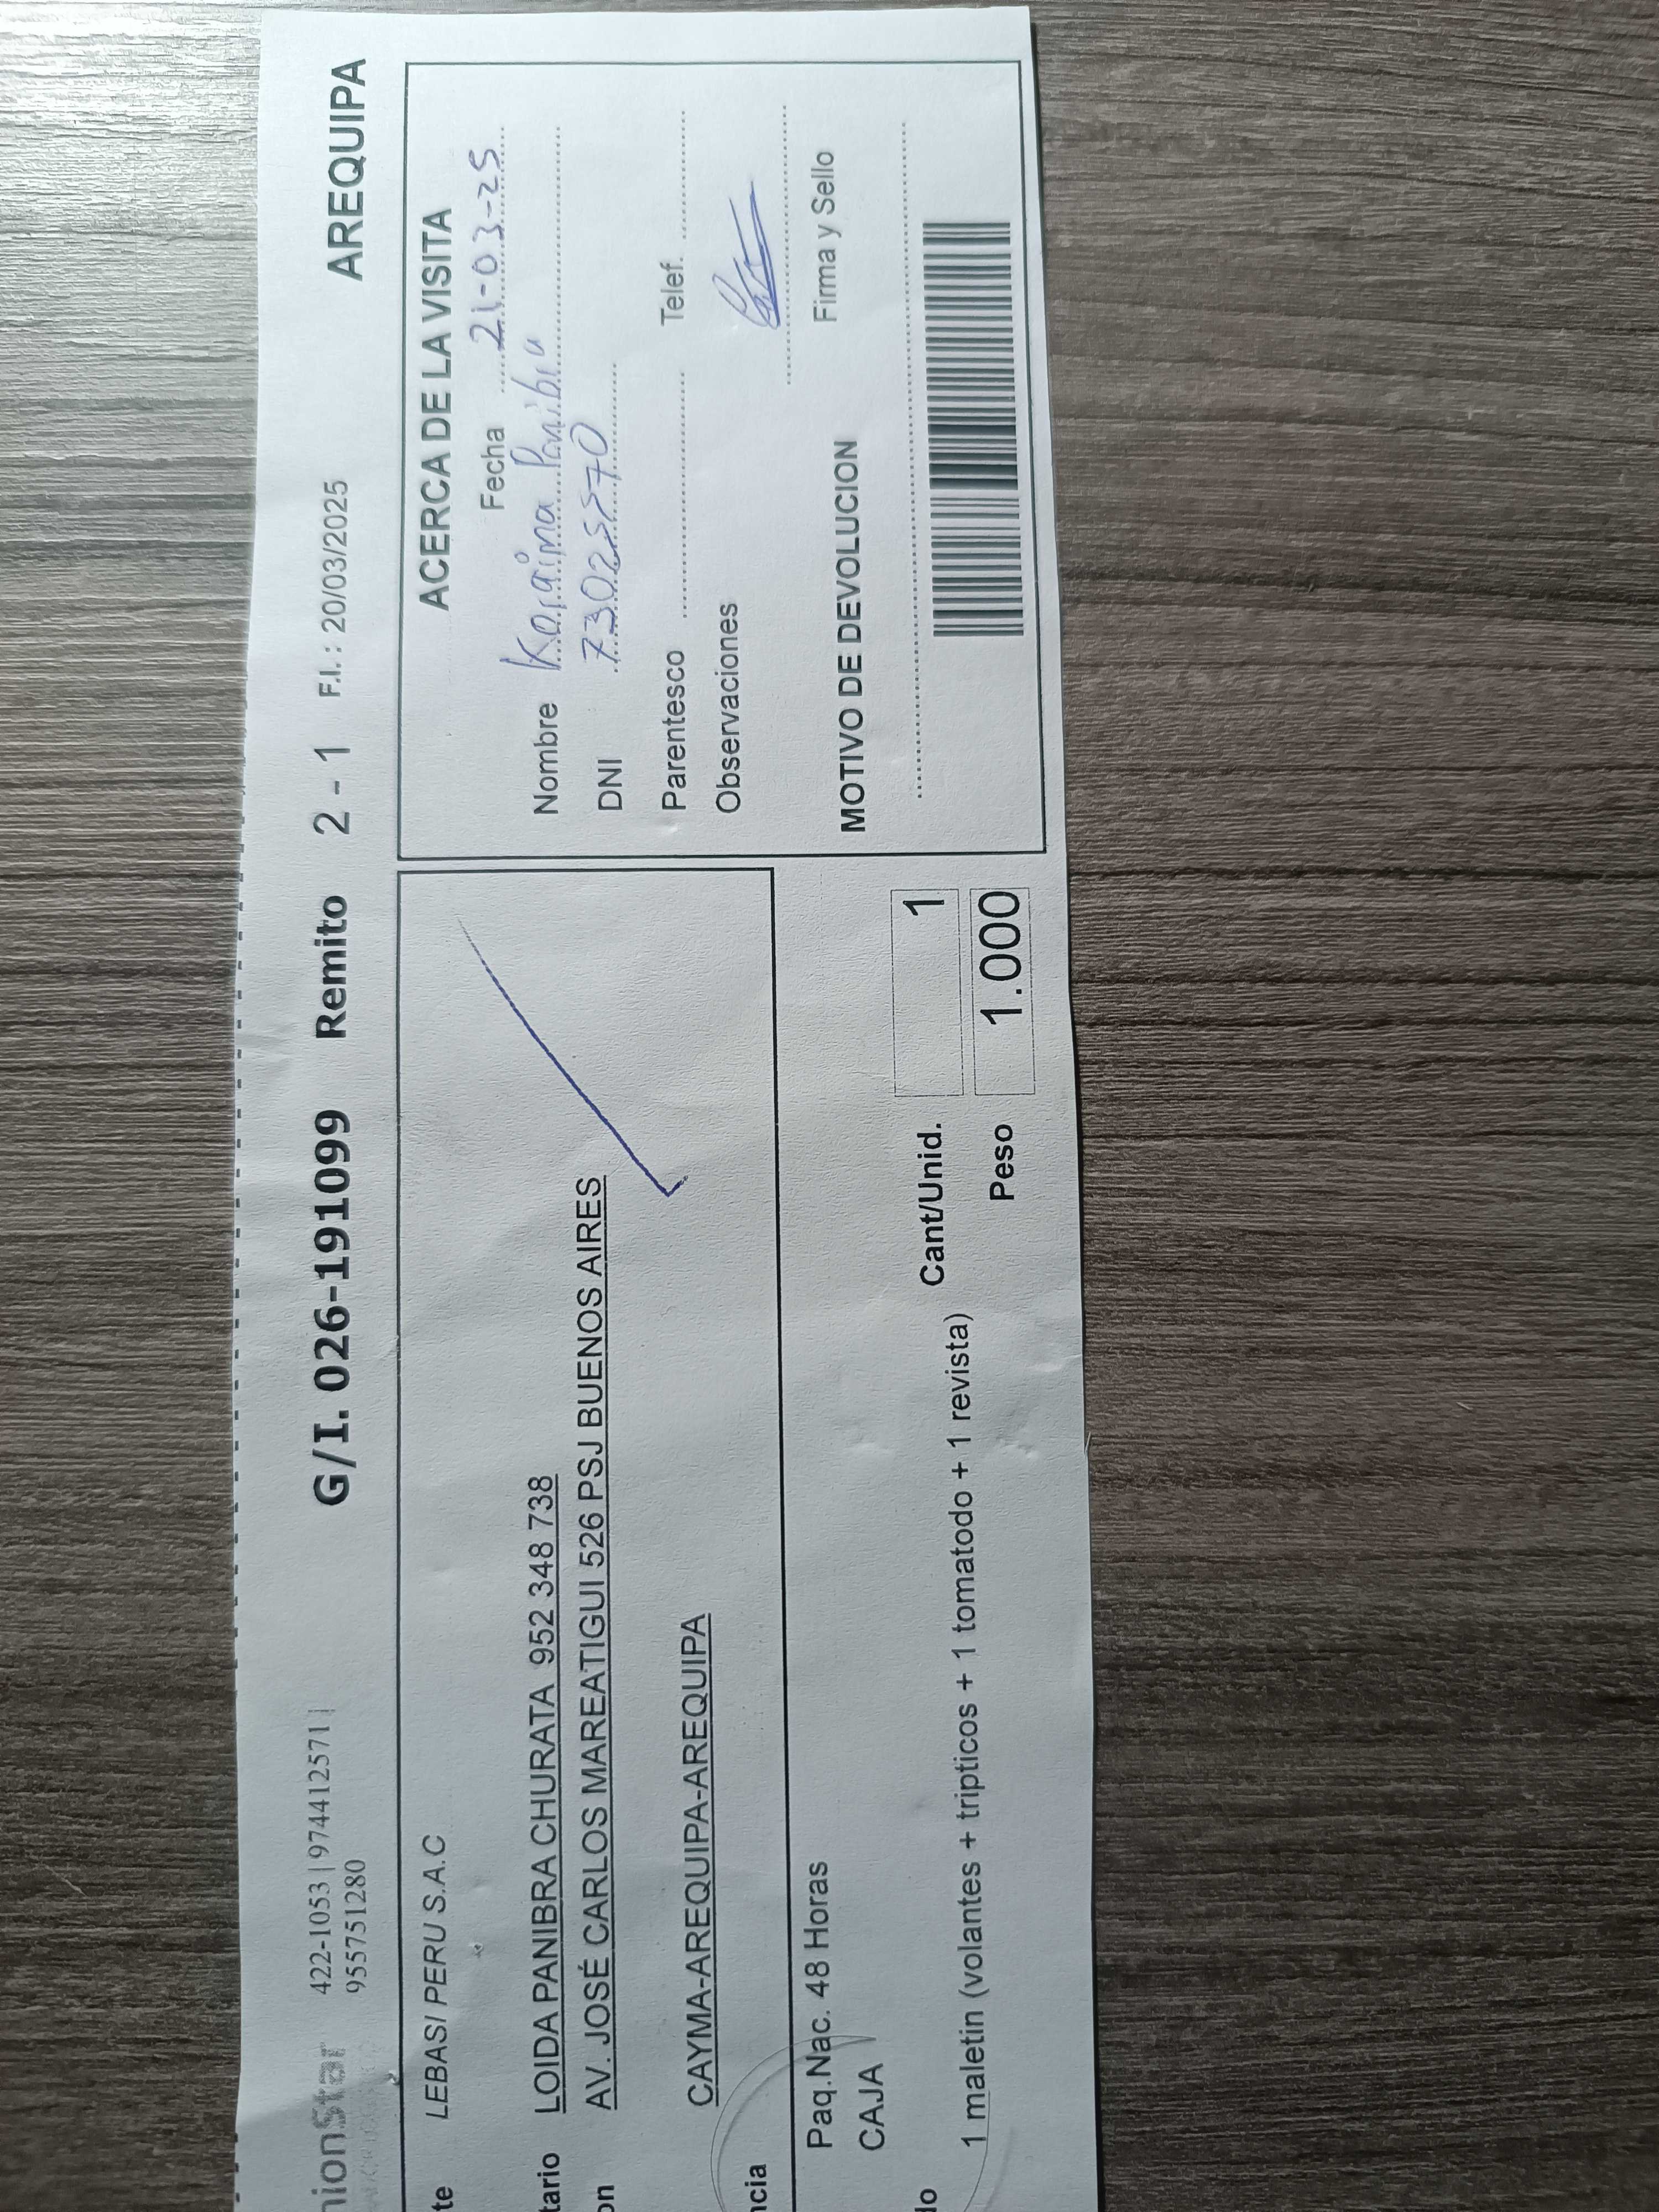 nionStar 422-1053 | 974412571 | G/I. 026-191099 Remito 2 - 1 F.I.: 20/03/2025 AREQUIPA
955751280
te LEBASI PERU S.A.C
tario LOIDA PANIBRA CHURATA 952 348 738
on AV. JOSÉ CARLOS MAREATIGUI 526 PSJ BUENOS AIRES
CAYMA-AREQUIPA-AREQUIPA
ncia
Paq.Nac. 48 Horas
CAJA
do 1 maletin (volantes + tripticos + 1 tomatodo + 1 revista)
Cant/Unid. 1
Peso 1.000
ACERCA DE LA VISITA
Fecha 21-03-25
Nombre Karina Panibra
DNI
Parentesco Telef.
Observaciones
Firma y Sello
MOTIVO DE DEVOLUCION